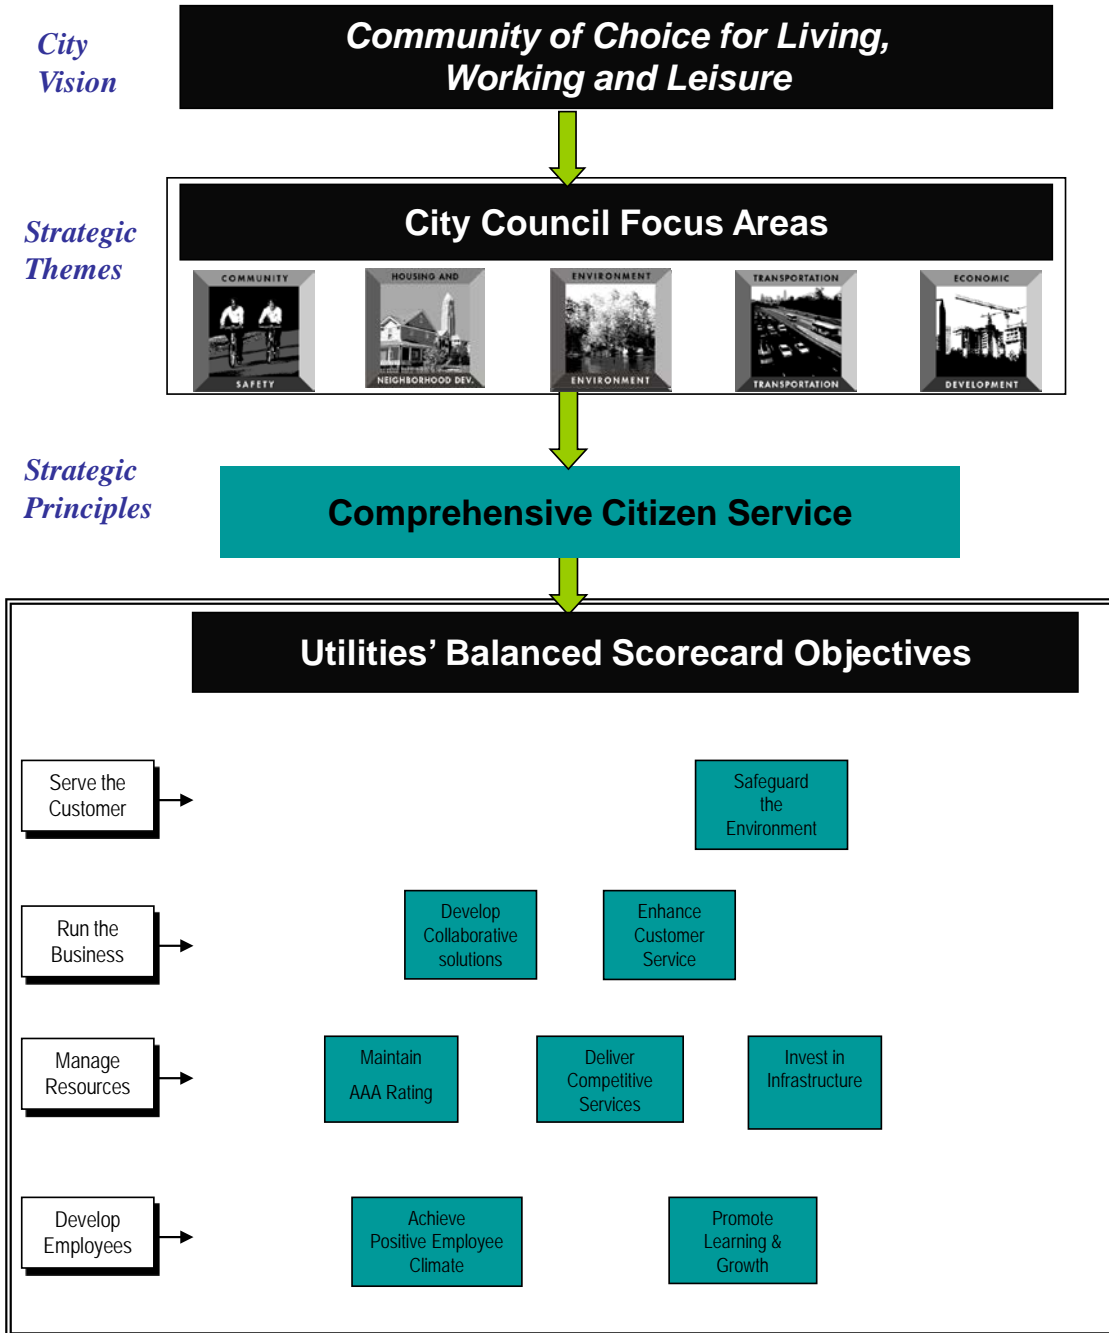 City
Vision
Community of Choice for Living,
Working and Leisure
Strategic
Themes
City Council Focus Areas
COMMUNITY
SAFETY
HOUSING AND
NEIGHBORHOOD DEV.
ENVIRONMENT
ENVIRONMENT
TRANSPORTATION
TRANSPORTATION
ECONOMIC
DEVELOPMENT
Strategic
Principles
Comprehensive Citizen Service
Utilities’ Balanced Scorecard Objectives
Serve the
Customer
Safeguard
the
Environment
Run the
Business
Develop
Collaborative
solutions
Enhance
Customer
Service
Manage
Resources
Maintain
AAA Rating
Deliver
Competitive
Services
Invest in
Infrastructure
Develop
Employees
Achieve
Positive Employee
Climate
Promote
Learning &
Growth